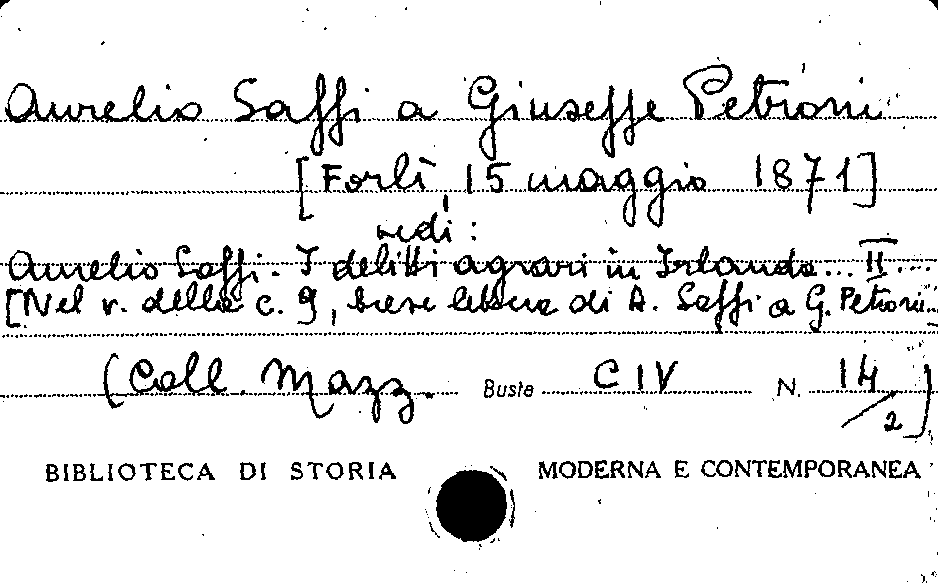 Aurelio Saffi a Giuseppe Petroni
[Forlì, 15 maggio 1871]
vedi:
Aurelio Saffi. I delitti agrari in Irlanda... II....
[Nel v. della c. 9, breve lettera di A. Saffi a G. Petroni]
(Coll. Mazz. Busta CIV N. 14/2)
BIBLIOTECA DI STORIA MODERNA E CONTEMPORANEA